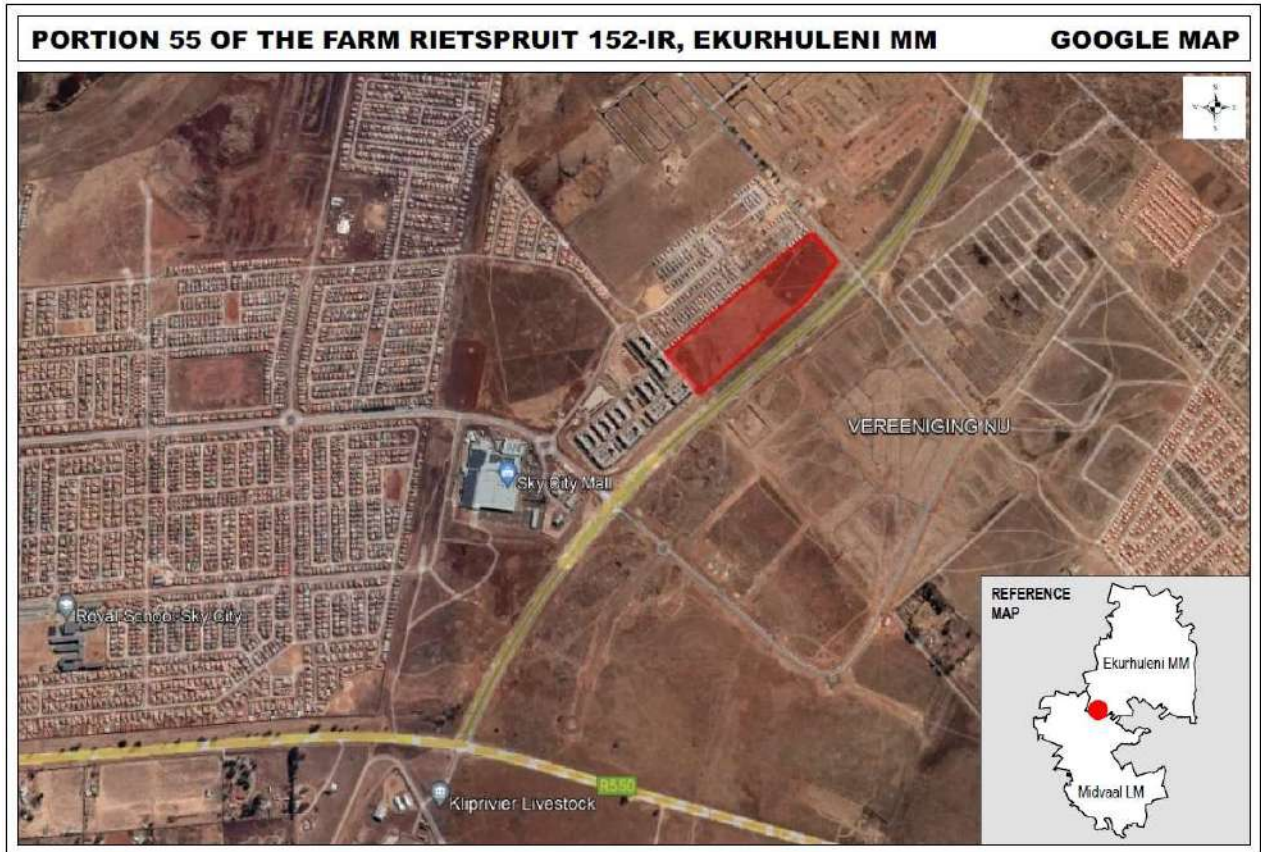 PORTION 55 OF THE FARM RIETSPRUIT 152-IR, EKURHULENI MM GOOGLE MAP
N
W E
S
VEREENIGING NU
Sky City Mall
REFERENCE
MAP
Ekurhuleni MM
Royal School Sky City
R550
Kliprivier Livestock
Midvaal LM